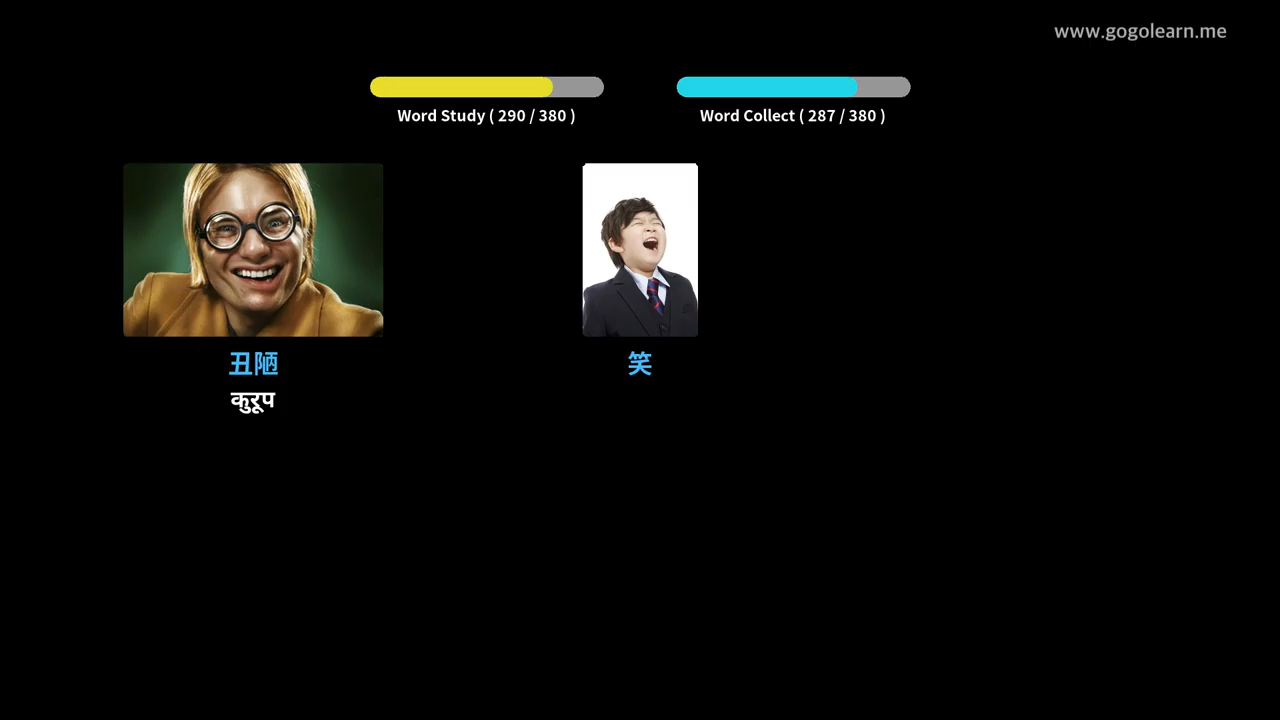 www.gogolearn.me
Word Study ( 290 / 380 )
Word Collect ( 287 / 380 )
丑陋
कुरूप
笑